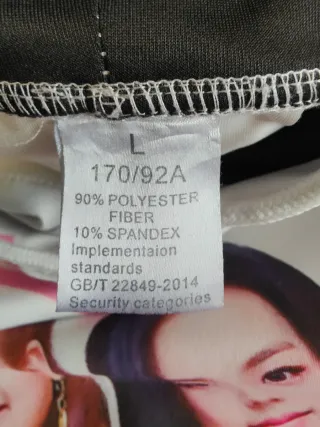 L
170/92A
90% POLYESTER
FIBER
10% SPANDEX
Implementaion
standards
GB/T 22849-2014
Security categories